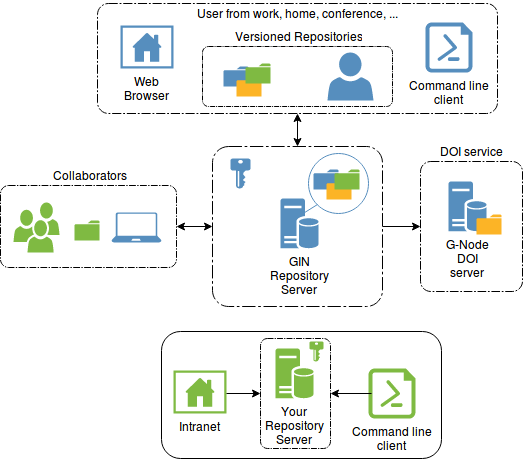 User from work, home, conference, ...
Versioned Repositories
Web
Browser
Command line
client
Collaborators
DOI service
GIN
Repository
Server
G-Node
DOI
server
Intranet
Your
Repository
Server
Command line
client